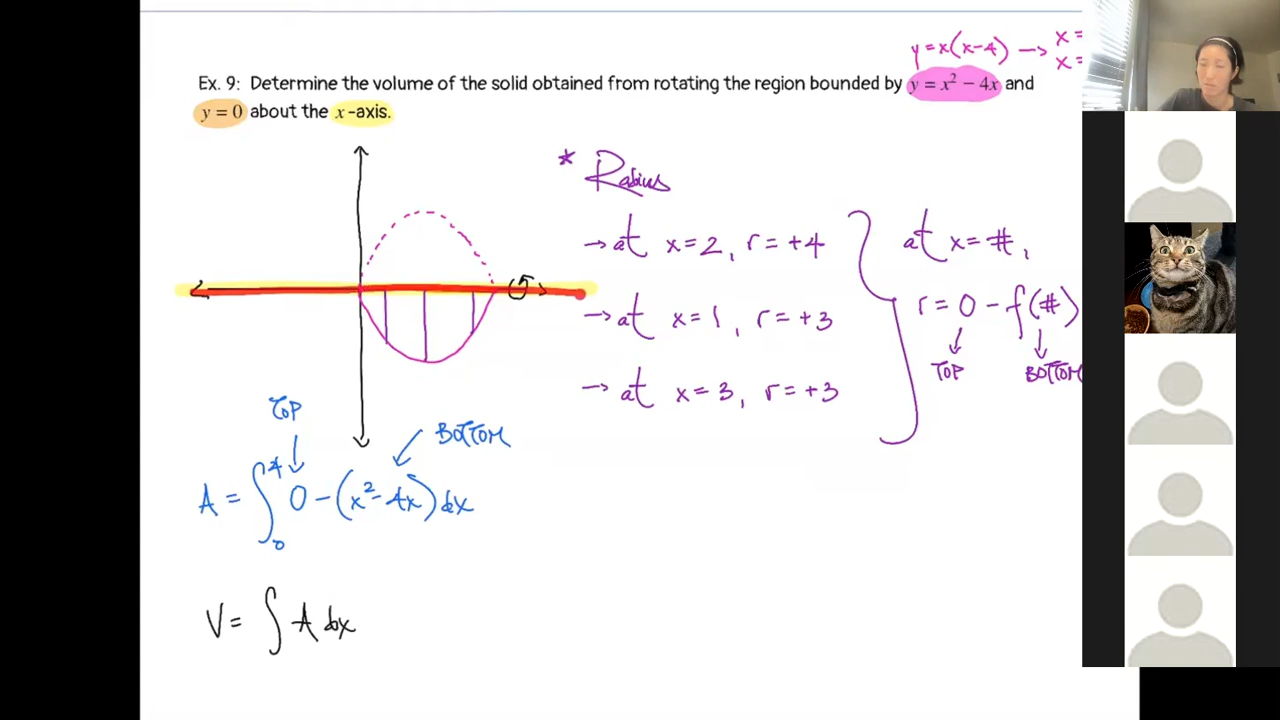 y = x(x-4) → x =
x =
Ex. 9: Determine the volume of the solid obtained from rotating the region bounded by y = x² − 4x and
y = 0 about the x-axis.
* Radius
→ at x = 2, r = +4
→ at x = 1, r = +3
→ at x = 3, r = +3
at x = #,
r = 0 - f(#)
TOP BOTTOM
TOP
BOTTOM
A = ∫₀⁴ 0 - (x² - 4x) dx
V = ∫ A dx